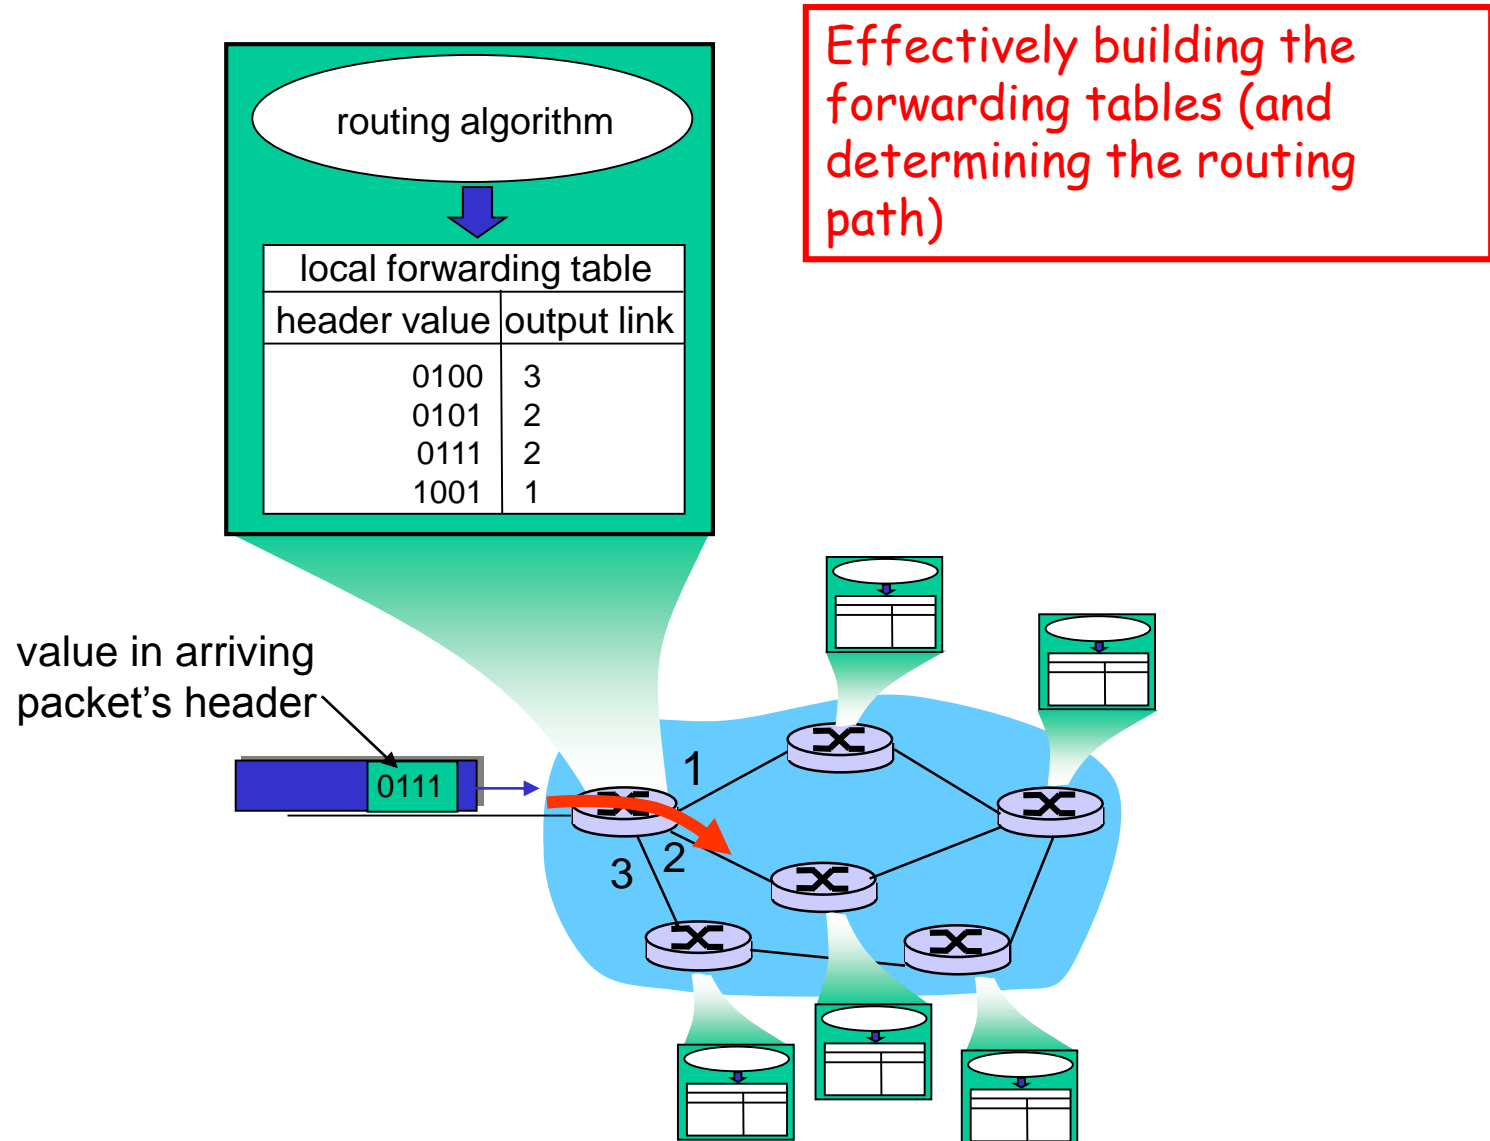 Effectively building the
forwarding tables (and
determining the routing
path)
routing algorithm
local forwarding table
header value output link
0100 3
0101 2
0111 2
1001 1
value in arriving
packet's header
0111
1
2
3